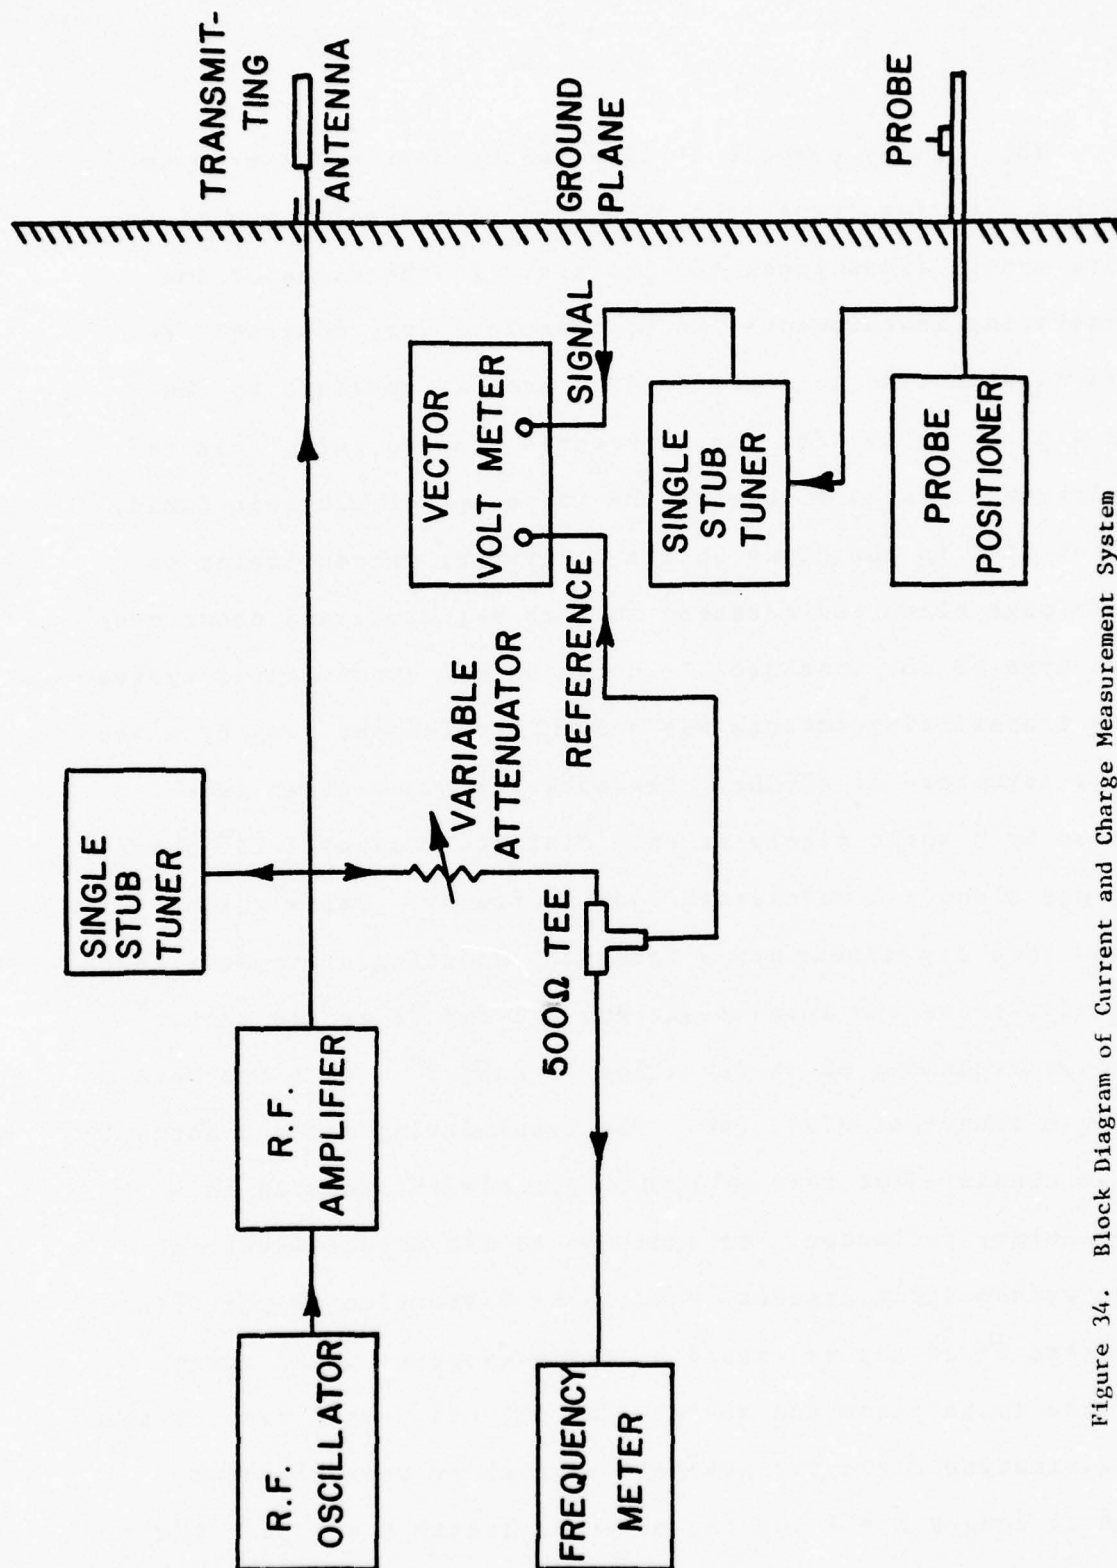 SINGLE
STUB
TUNER
TRANSMIT-
TING
ANTENNA
R.F.
OSCILLATOR
R.F.
AMPLIFIER
VARIABLE
ATTENUATOR
VECTOR
VOLT METER
GROUND
PLANE
REFERENCE
SIGNAL
500Ω TEE
FREQUENCY
METER
SINGLE
STUB
TUNER
PROBE
PROBE
POSITIONER
Figure 34. Block Diagram of Current and Charge Measurement System